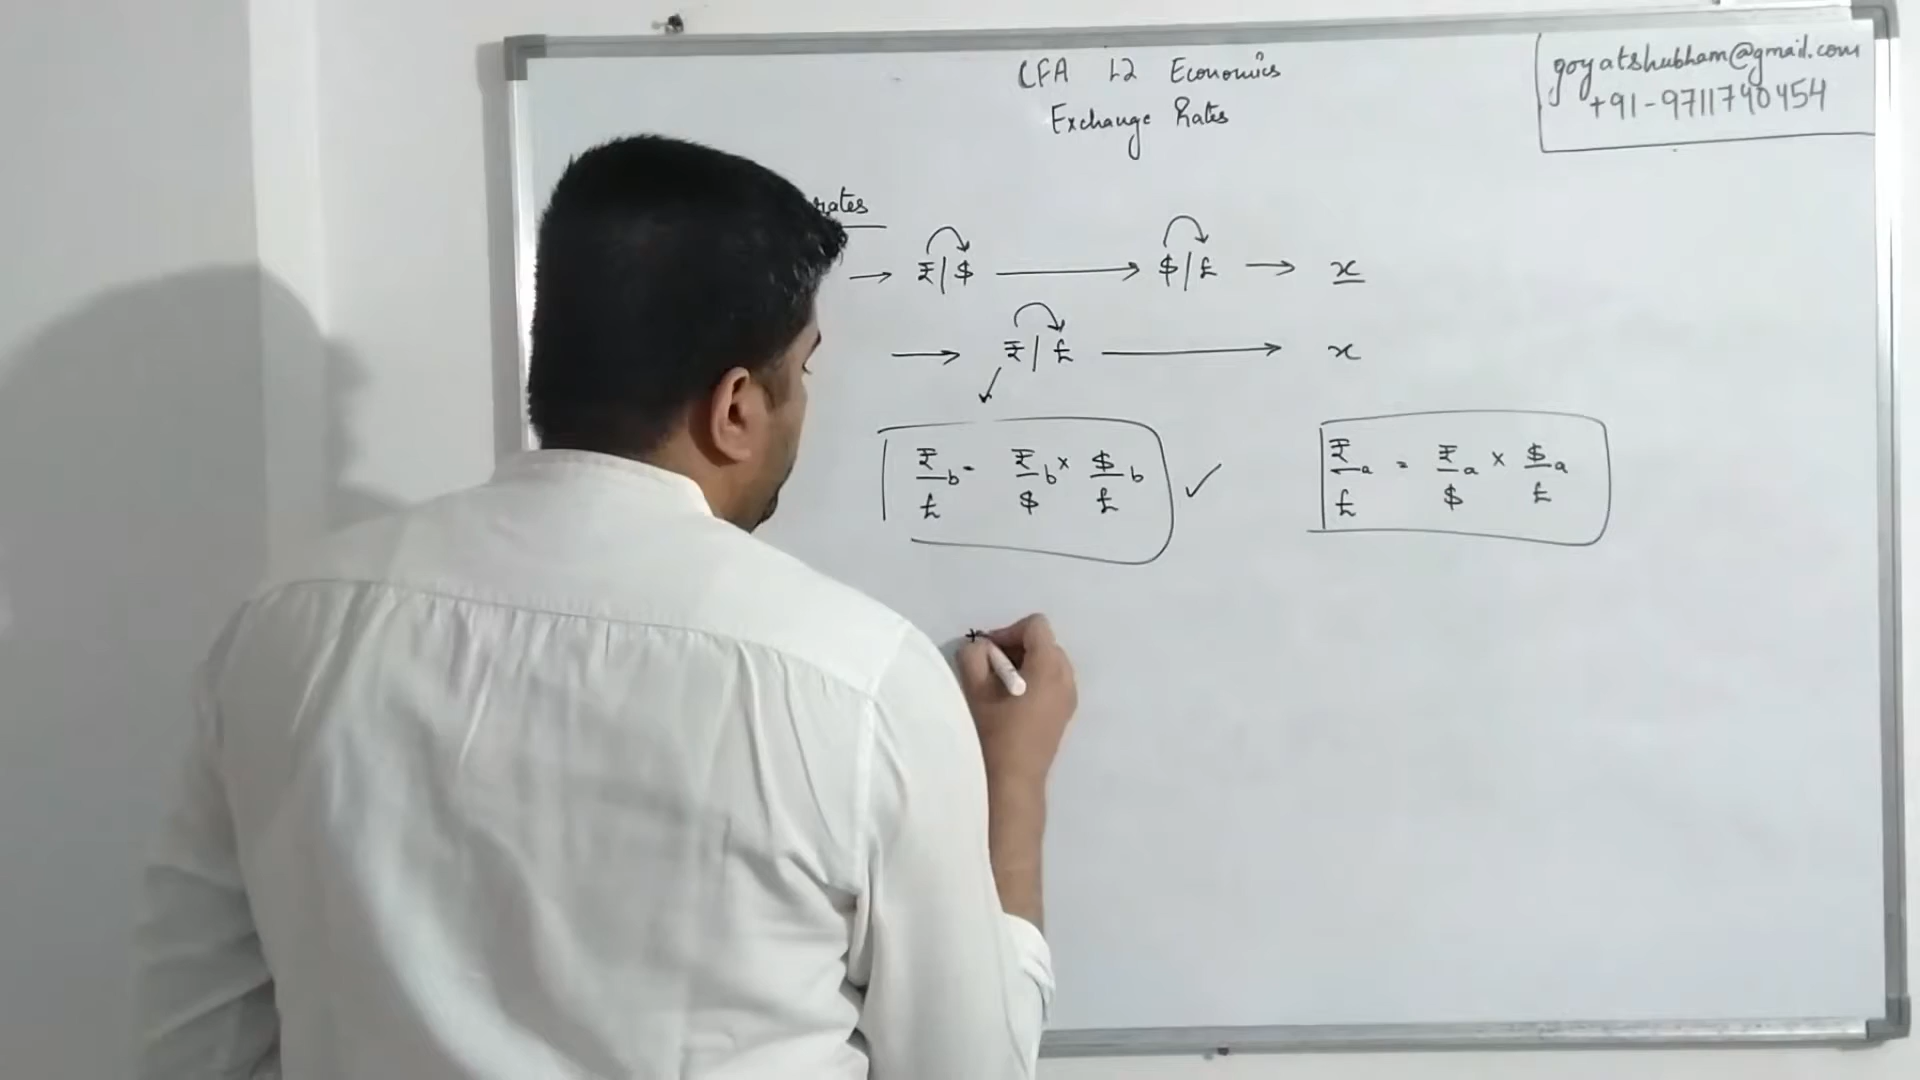 CFA L2 Economics
Exchange Rates
goyatshubham@gmail.com
+91-9711740454
rates
→ ₹|$ → $|£ → x
→ ₹|£ → x
₹/£ b = ₹/$ b × $/£ b ✓
₹/£ a = ₹/$ a × $/£ a